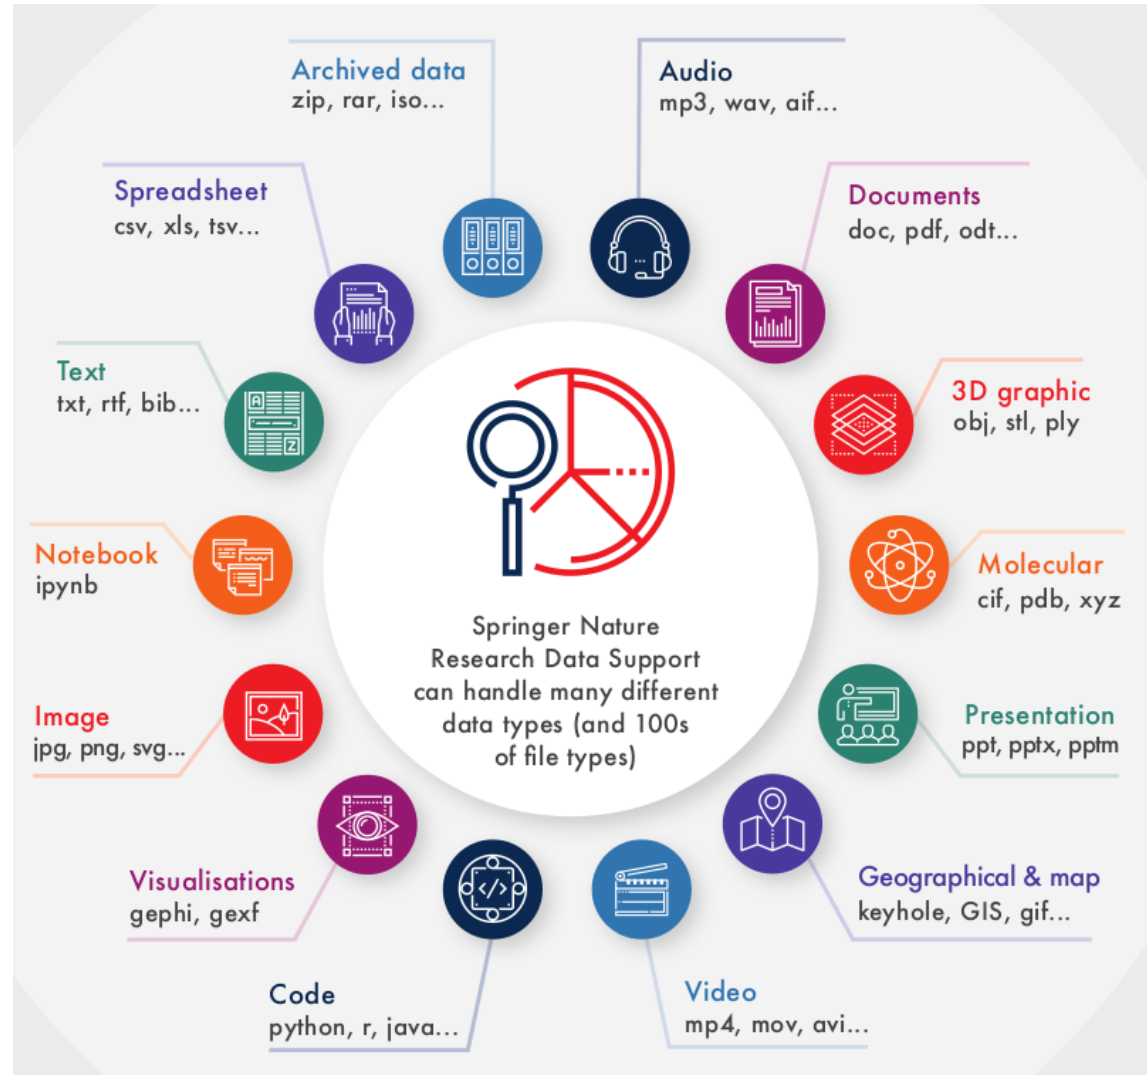 Archived data
zip, rar, iso...
Audio
mp3, wav, aif...
Spreadsheet
csv, xls, tsv...
Documents
doc, pdf, odt...
Text
txt, rtf, bib...
3D graphic
obj, stl, ply
Notebook
ipynb
Molecular
cif, pdb, xyz
Springer Nature
Research Data Support
can handle many different
data types (and 100s
of file types)
Image
jpg, png, svg...
Presentation
ppt, pptx, pptm
Visualisations
gephi, gexf
Geographical & map
keyhole, GIS, gif...
Code
python, r, java...
Video
mp4, mov, avi...
A
Z